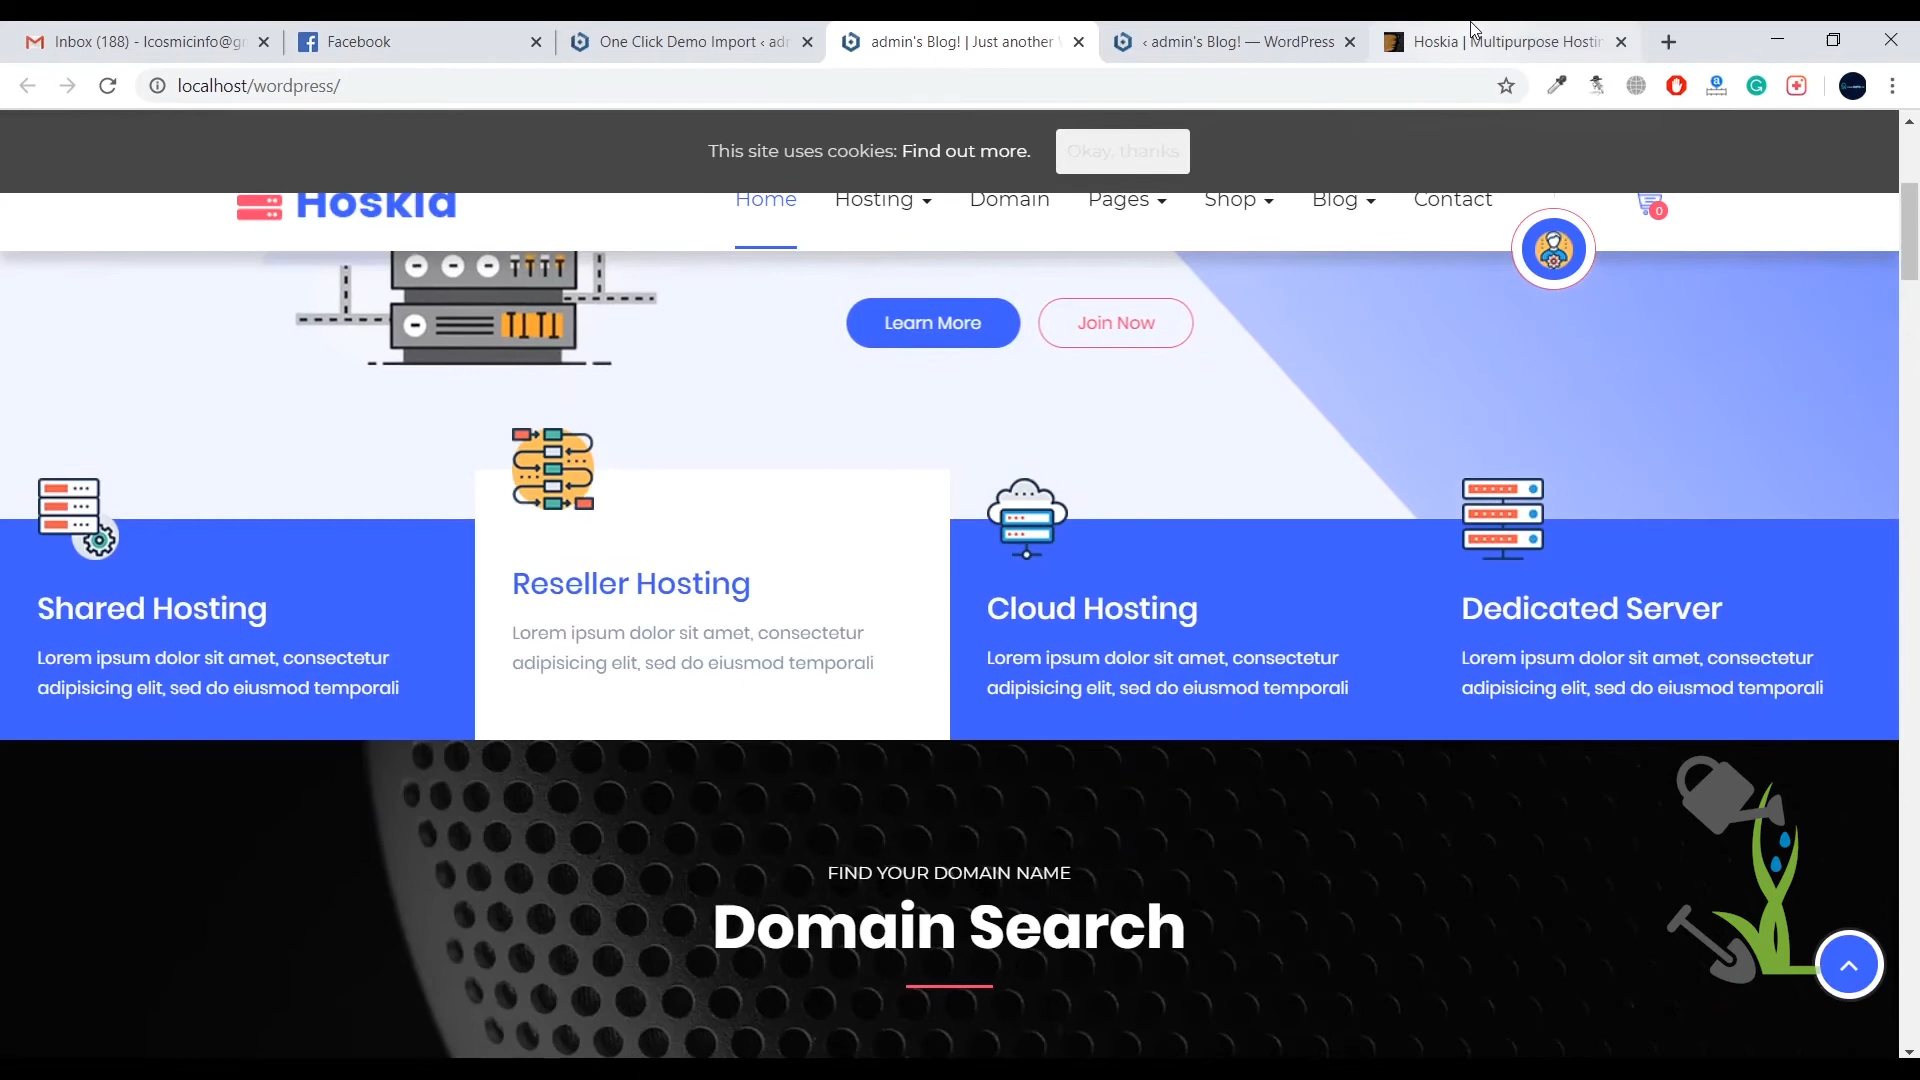 Inbox (188) - Icosmicinfo@gm
Facebook
One Click Demo Import ‹ adm
admin's Blog! | Just another
‹ admin's Blog! — WordPress
Hoskia | Multipurpose Hostin
localhost/wordpress/
This site uses cookies: Find out more.
Okay, thanks
Hoskia
Home
Hosting
Domain
Pages
Shop
Blog
Contact
0
Learn More
Join Now
Shared Hosting
Lorem ipsum dolor sit amet, consectetur
adipisicing elit, sed do eiusmod temporali
Reseller Hosting
Lorem ipsum dolor sit amet, consectetur
adipisicing elit, sed do eiusmod temporali
Cloud Hosting
Lorem ipsum dolor sit amet, consectetur
adipisicing elit, sed do eiusmod temporali
Dedicated Server
Lorem ipsum dolor sit amet, consectetur
adipisicing elit, sed do eiusmod temporali
FIND YOUR DOMAIN NAME
Domain Search